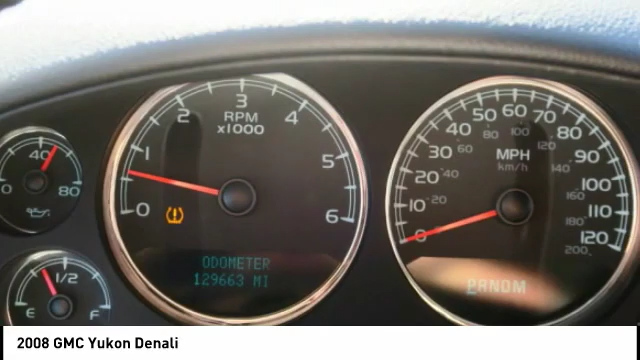 0 40 80
E 1/2 F
0 1 2 3 4 5 6
RPM
x1000
ODOMETER
129663 MI
0 10 20 30 40 50 60 70 80 90 100 110 120
20 40 60 80 100 120 140 160 180 200
MPH
km/h
PRNDM
2008 GMC Yukon Denali